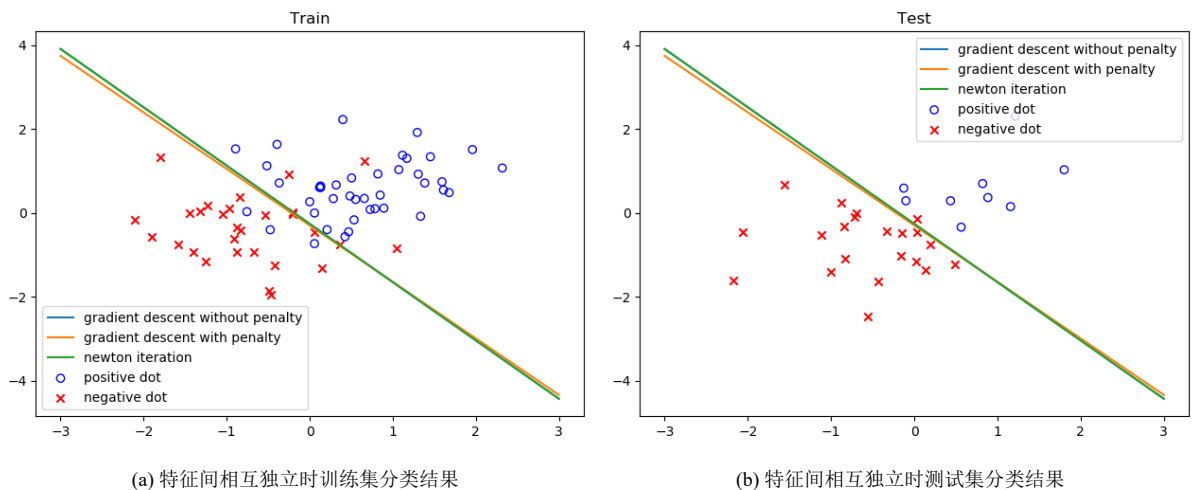 Train
4
2
0
−2
−4
−3
−2
−1
0
1
2
3
gradient descent without penalty
gradient descent with penalty
newton iteration
positive dot
negative dot
(a) 特征间相互独立时训练集分类结果
Test
4
2
0
−2
−4
−3
−2
−1
0
1
2
3
gradient descent without penalty
gradient descent with penalty
newton iteration
positive dot
negative dot
(b) 特征间相互独立时测试集分类结果